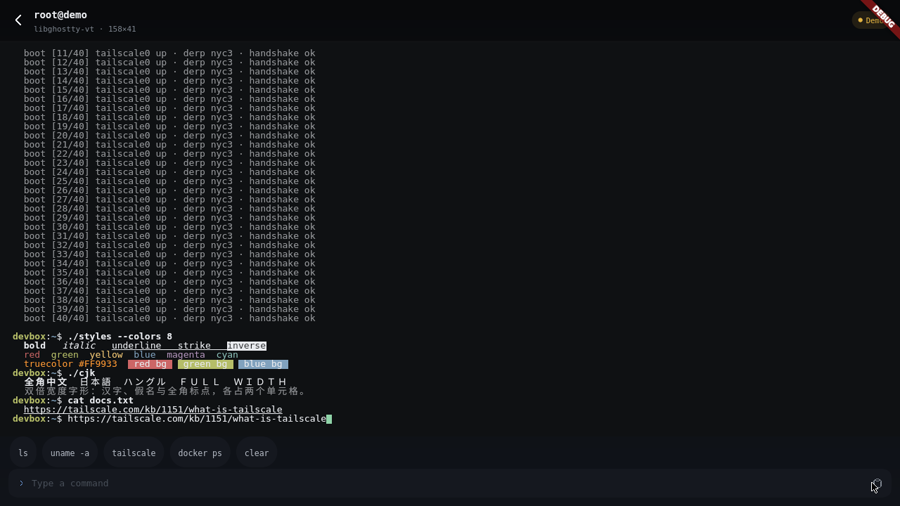 root@demo
libghostty-vt · 158×41
Demo
DEBUG
boot [11/40] tailscale0 up · derp nyc3 · handshake ok
boot [12/40] tailscale0 up · derp nyc3 · handshake ok
boot [13/40] tailscale0 up · derp nyc3 · handshake ok
boot [14/40] tailscale0 up · derp nyc3 · handshake ok
boot [15/40] tailscale0 up · derp nyc3 · handshake ok
boot [16/40] tailscale0 up · derp nyc3 · handshake ok
boot [17/40] tailscale0 up · derp nyc3 · handshake ok
boot [18/40] tailscale0 up · derp nyc3 · handshake ok
boot [19/40] tailscale0 up · derp nyc3 · handshake ok
boot [20/40] tailscale0 up · derp nyc3 · handshake ok
boot [21/40] tailscale0 up · derp nyc3 · handshake ok
boot [22/40] tailscale0 up · derp nyc3 · handshake ok
boot [23/40] tailscale0 up · derp nyc3 · handshake ok
boot [24/40] tailscale0 up · derp nyc3 · handshake ok
boot [25/40] tailscale0 up · derp nyc3 · handshake ok
boot [26/40] tailscale0 up · derp nyc3 · handshake ok
boot [27/40] tailscale0 up · derp nyc3 · handshake ok
boot [28/40] tailscale0 up · derp nyc3 · handshake ok
boot [29/40] tailscale0 up · derp nyc3 · handshake ok
boot [30/40] tailscale0 up · derp nyc3 · handshake ok
boot [31/40] tailscale0 up · derp nyc3 · handshake ok
boot [32/40] tailscale0 up · derp nyc3 · handshake ok
boot [33/40] tailscale0 up · derp nyc3 · handshake ok
boot [34/40] tailscale0 up · derp nyc3 · handshake ok
boot [35/40] tailscale0 up · derp nyc3 · handshake ok
boot [36/40] tailscale0 up · derp nyc3 · handshake ok
boot [37/40] tailscale0 up · derp nyc3 · handshake ok
boot [38/40] tailscale0 up · derp nyc3 · handshake ok
boot [39/40] tailscale0 up · derp nyc3 · handshake ok
boot [40/40] tailscale0 up · derp nyc3 · handshake ok
devbox:~$ ./styles --colors 8
bold italic underline strike inverse
red green yellow blue magenta cyan
truecolor #FF9933 red bg green bg blue bg
devbox:~$ ./cjk
全角中文 日本語 ハングル ＦＵＬＬ ＷＩＤＴＨ
双倍宽度字形：汉字、假名与全角标点，各占两个单元格。
devbox:~$ cat docs.txt
https://tailscale.com/kb/1151/what-is-tailscale
devbox:~$ https://tailscale.com/kb/1151/what-is-tailscale
ls uname -a tailscale docker ps clear
› Type a command